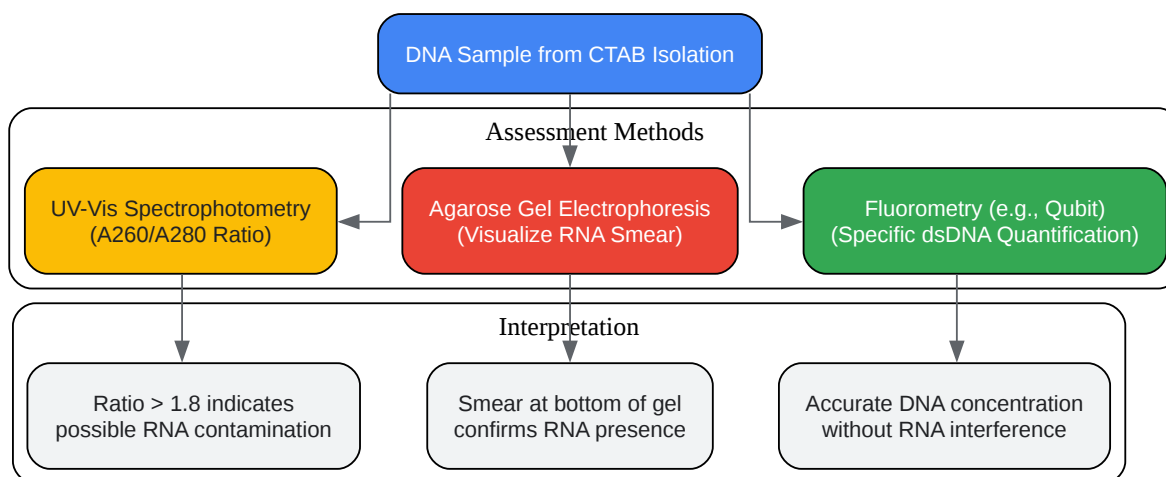 DNA Sample from CTAB Isolation
Assessment Methods
UV-Vis Spectrophotometry
(A260/A280 Ratio)
Agarose Gel Electrophoresis
(Visualize RNA Smear)
Fluorometry (e.g., Qubit)
(Specific dsDNA Quantification)
Interpretation
Ratio > 1.8 indicates
possible RNA contamination
Smear at bottom of gel
confirms RNA presence
Accurate DNA concentration
without RNA interference